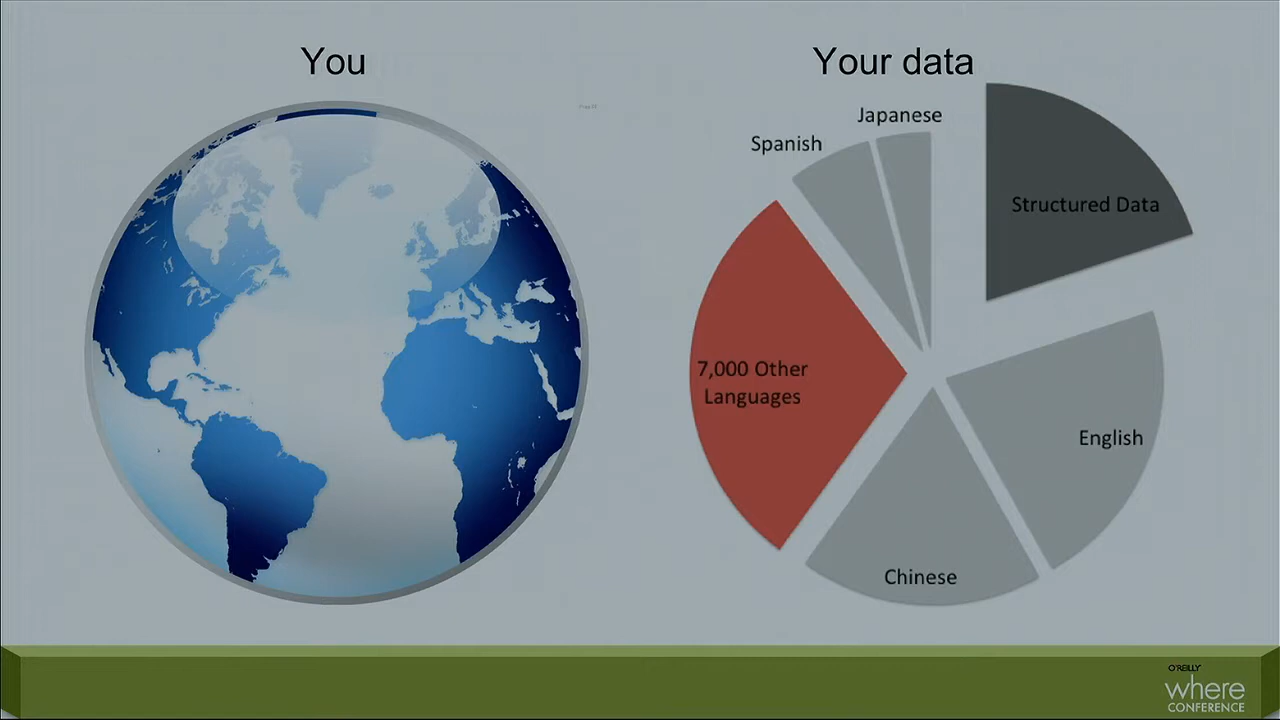 You
Your data
Japanese
Spanish
Structured Data
7,000 Other
Languages
English
Chinese
O'REILLY
where
CONFERENCE